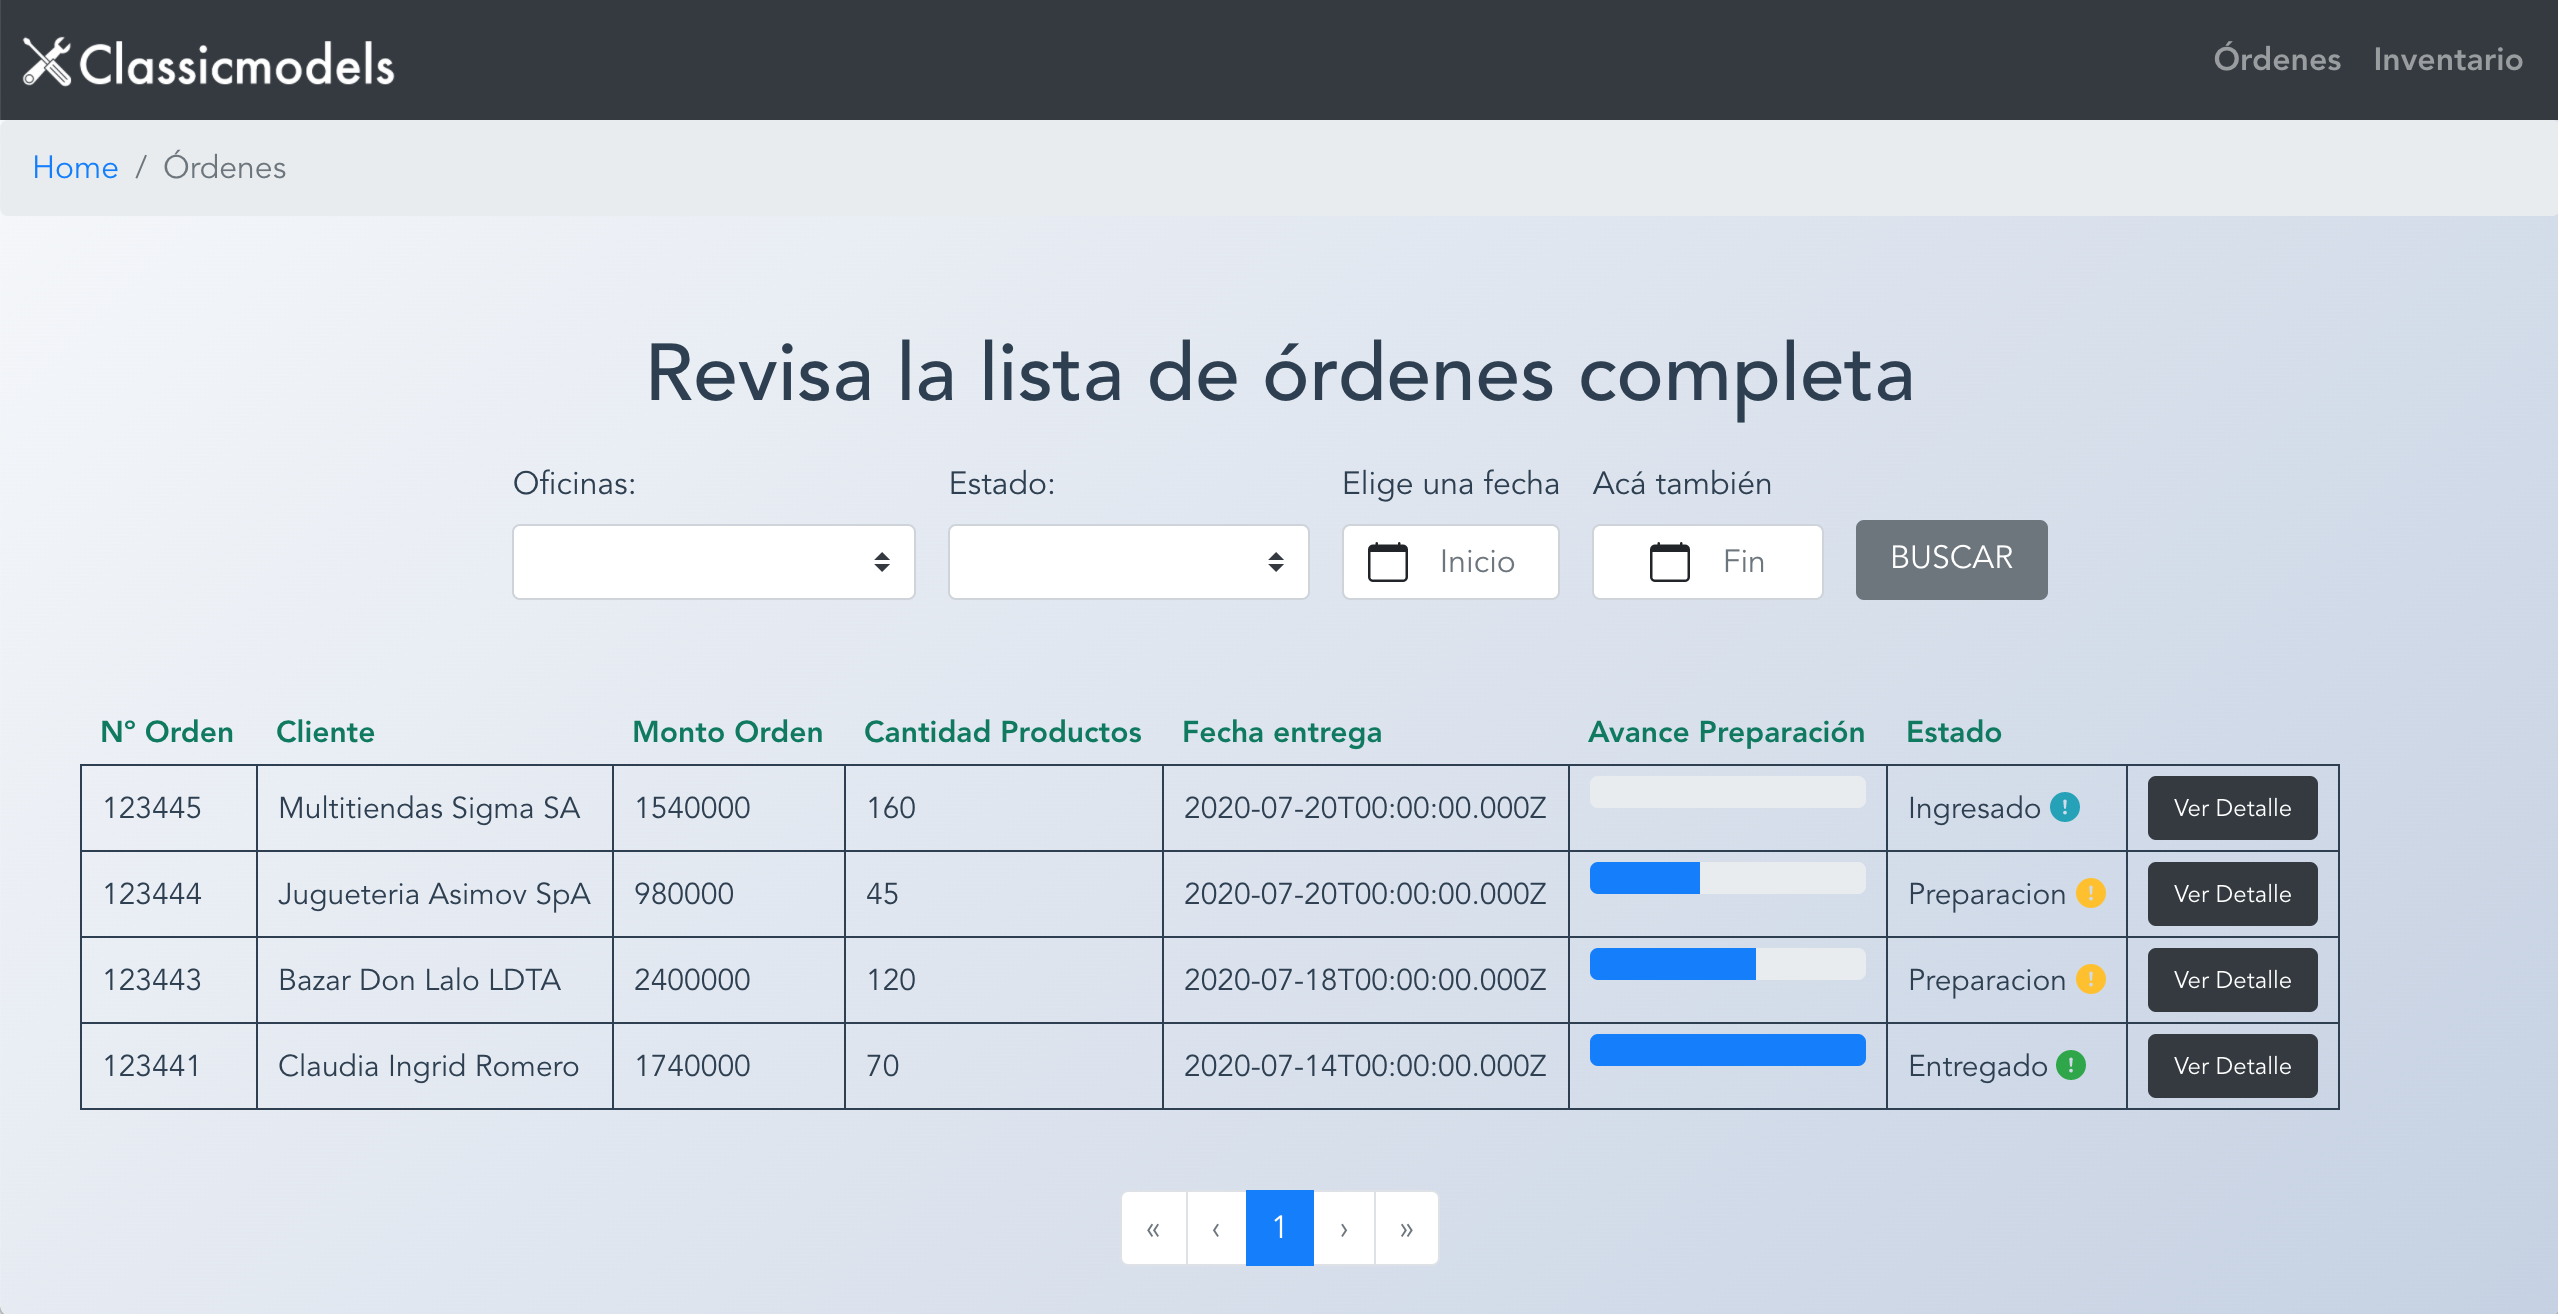 Classicmodels
Órdenes Inventario
Home / Órdenes
Revisa la lista de órdenes completa
Oficinas: Estado: Elige una fecha Acá también
Inicio Fin BUSCAR
Nº Orden Cliente Monto Orden Cantidad Productos Fecha entrega Avance Preparación Estado
123445 Multitiendas Sigma SA 1540000 160 2020-07-20T00:00:00.000Z Ingresado Ver Detalle
123444 Jugueteria Asimov SpA 980000 45 2020-07-20T00:00:00.000Z Preparacion Ver Detalle
123443 Bazar Don Lalo LDTA 2400000 120 2020-07-18T00:00:00.000Z Preparacion Ver Detalle
123441 Claudia Ingrid Romero 1740000 70 2020-07-14T00:00:00.000Z Entregado Ver Detalle
« ‹ 1 › »